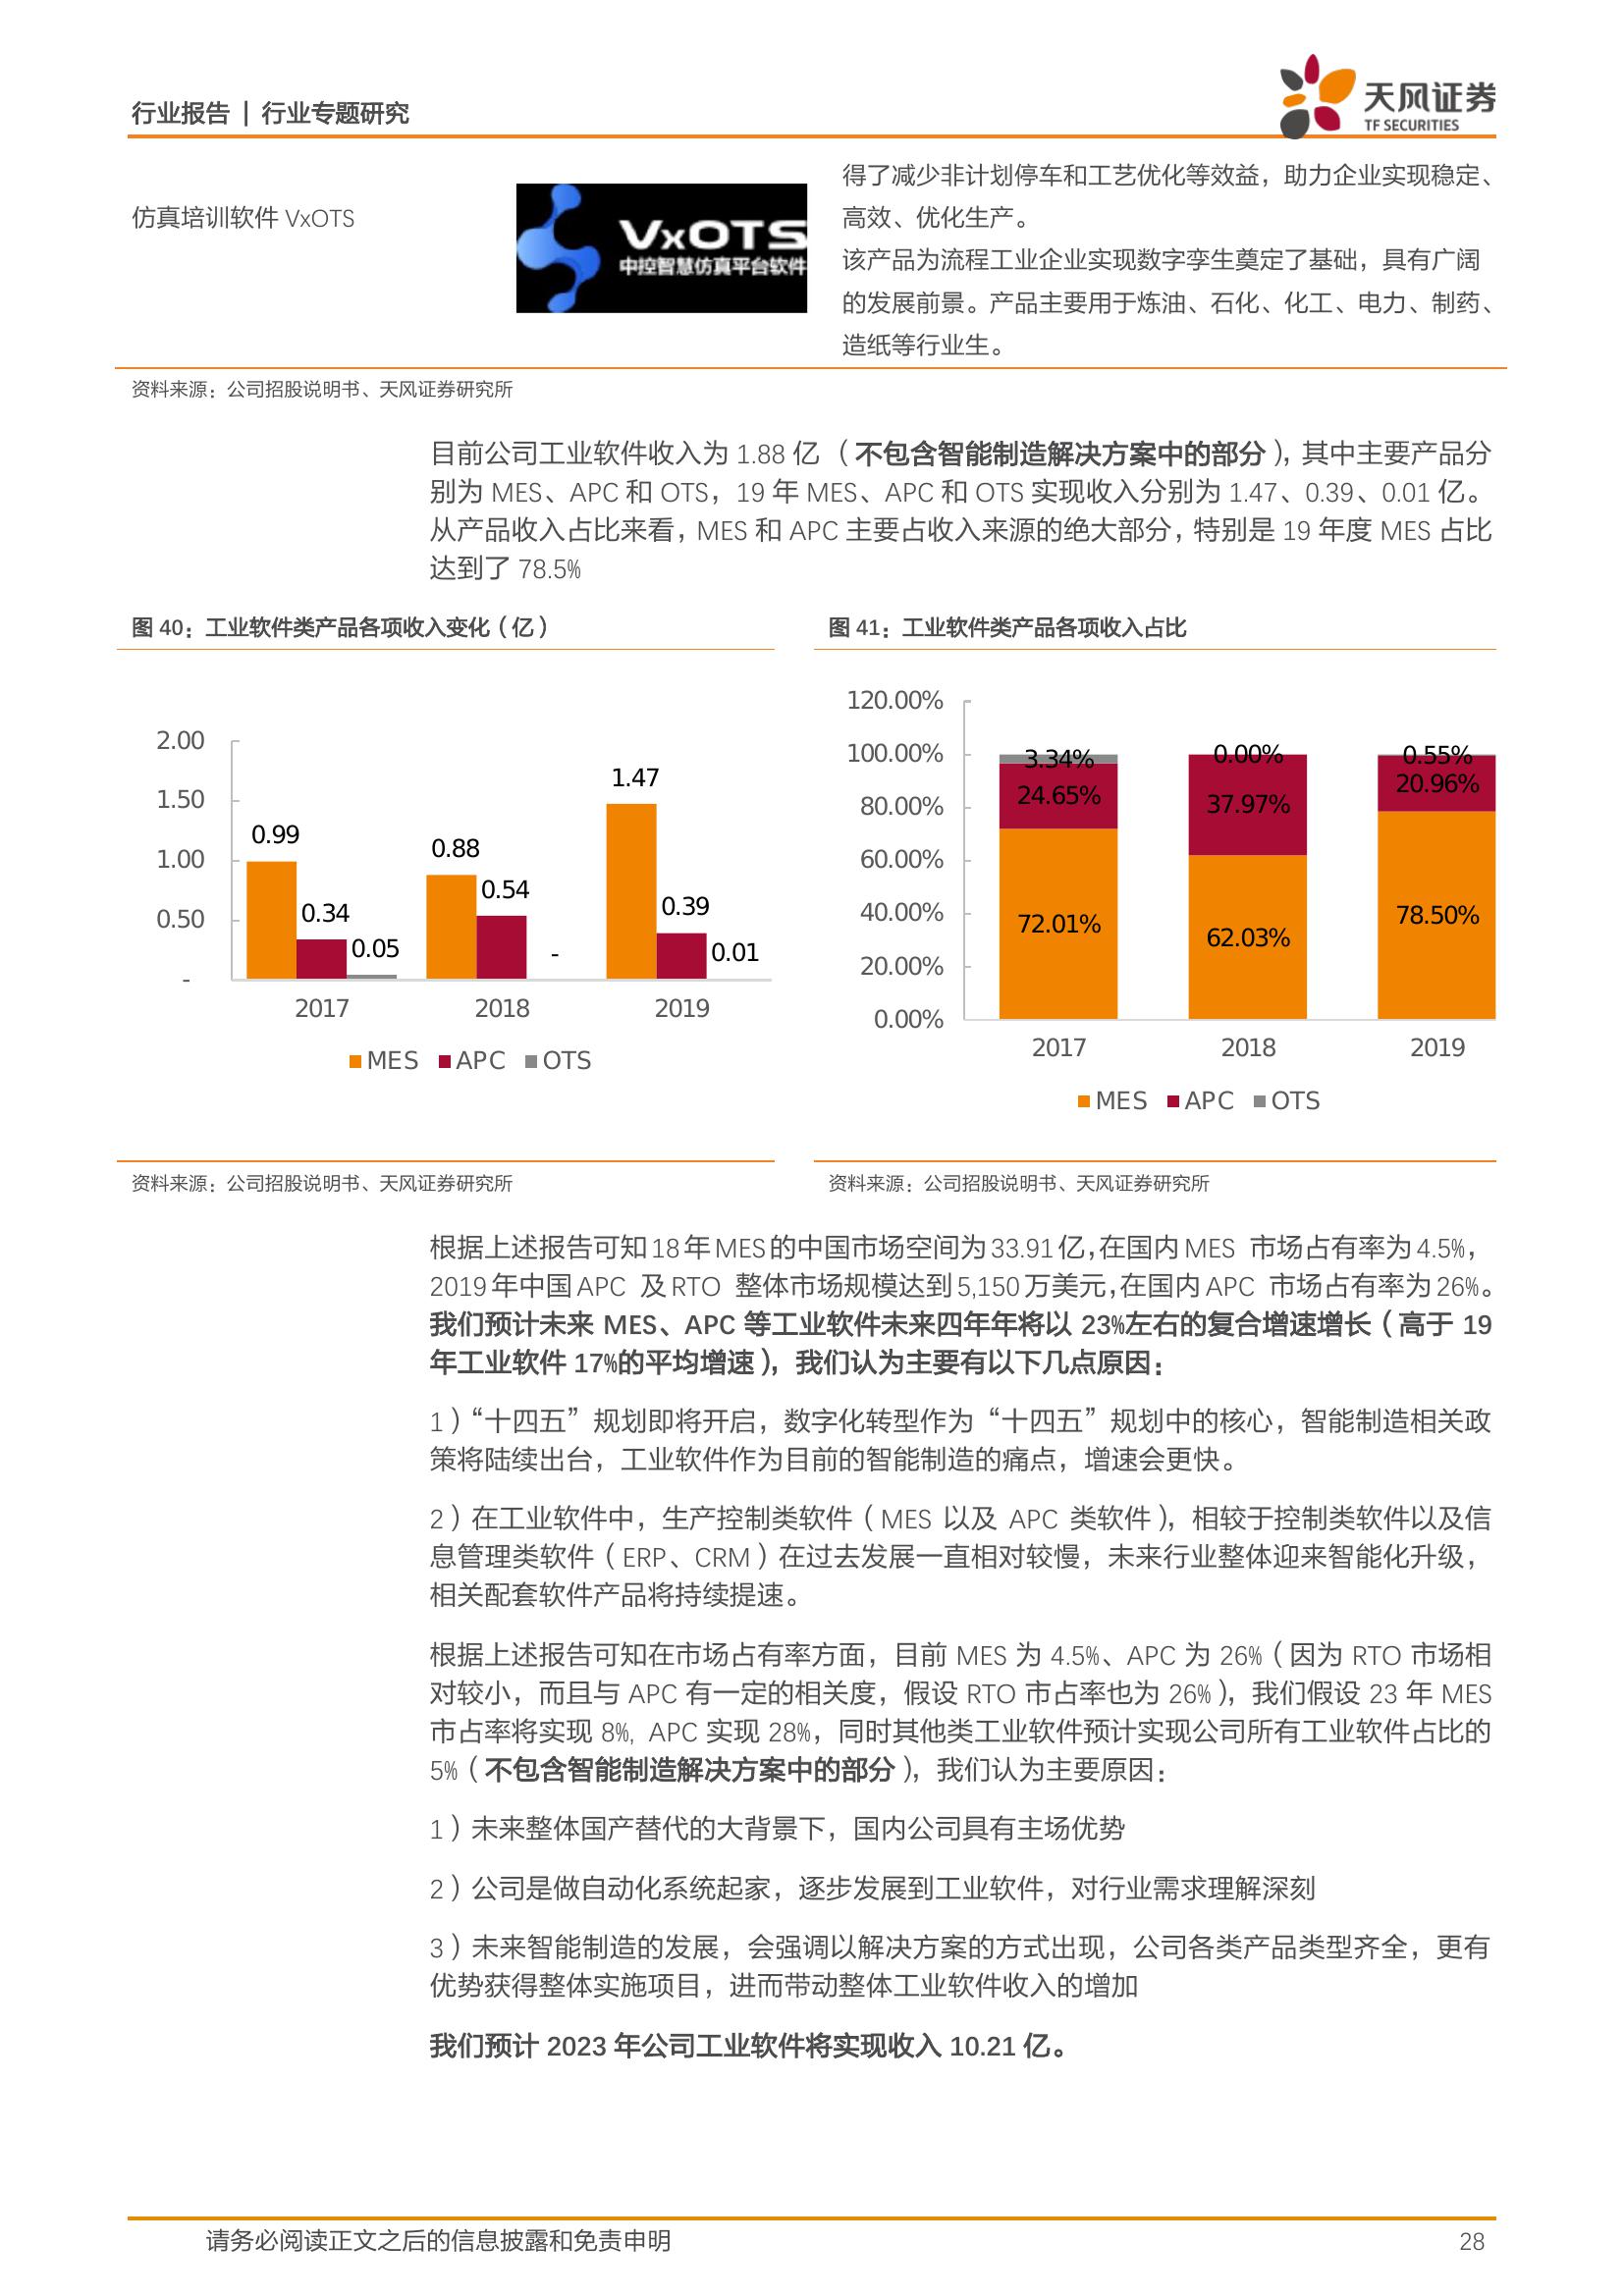 行业报告 | 行业专题研究
天风证券
TF SECURITIES
仿真培训软件 VxOTS
VxOTS
中控智慧仿真平台软件
得了减少非计划停车和工艺优化等效益，助力企业实现稳定、
高效、优化生产。
该产品为流程工业企业实现数字孪生奠定了基础，具有广阔
的发展前景。产品主要用于炼油、石化、化工、电力、制药、
造纸等行业生。
资料来源：公司招股说明书、天风证券研究所
目前公司工业软件收入为 1.88 亿（不包含智能制造解决方案中的部分），其中主要产品分
别为 MES、APC 和 OTS，19 年 MES、APC 和 OTS 实现收入分别为 1.47、0.39、0.01 亿。
从产品收入占比来看，MES 和 APC 主要占收入来源的绝大部分，特别是 19 年度 MES 占比
达到了 78.5%
图 40：工业软件类产品各项收入变化（亿）
2.00
1.50
1.00
0.50
-
0.99
0.34
0.05
0.88
0.54
-
1.47
0.39
0.01
2017 2018 2019
MES APC OTS
资料来源：公司招股说明书、天风证券研究所
图 41：工业软件类产品各项收入占比
120.00%
100.00%
80.00%
60.00%
40.00%
20.00%
0.00%
3.34% 0.00% 0.55%
24.65% 37.97% 20.96%
72.01% 62.03% 78.50%
2017 2018 2019
MES APC OTS
资料来源：公司招股说明书、天风证券研究所
根据上述报告可知 18 年 MES 的中国市场空间为 33.91 亿，在国内 MES 市场占有率为 4.5%，
2019 年中国 APC 及 RTO 整体市场规模达到 5,150 万美元，在国内 APC 市场占有率为 26%。
我们预计未来 MES、APC 等工业软件未来四年年将以 23%左右的复合增速增长（高于 19
年工业软件 17%的平均增速），我们认为主要有以下几点原因：
1）“十四五”规划即将开启，数字化转型作为“十四五”规划中的核心，智能制造相关政
策将陆续出台，工业软件作为目前的智能制造的痛点，增速会更快。
2）在工业软件中，生产控制类软件（MES 以及 APC 类软件），相较于控制类软件以及信
息管理类软件（ERP、CRM）在过去发展一直相对较慢，未来行业整体迎来智能化升级，
相关配套软件产品将持续提速。
根据上述报告可知在市场占有率方面，目前 MES 为 4.5%、APC 为 26%（因为 RTO 市场相
对较小，而且与 APC 有一定的相关度，假设 RTO 市占率也为 26%），我们假设 23 年 MES
市占率将实现 8%, APC 实现 28%，同时其他类工业软件预计实现公司所有工业软件占比的
5%（不包含智能制造解决方案中的部分），我们认为主要原因：
1）未来整体国产替代的大背景下，国内公司具有主场优势
2）公司是做自动化系统起家，逐步发展到工业软件，对行业需求理解深刻
3）未来智能制造的发展，会强调以解决方案的方式出现，公司各类产品类型齐全，更有
优势获得整体实施项目，进而带动整体工业软件收入的增加
我们预计 2023 年公司工业软件将实现收入 10.21 亿。
请务必阅读正文之后的信息披露和免责申明
28